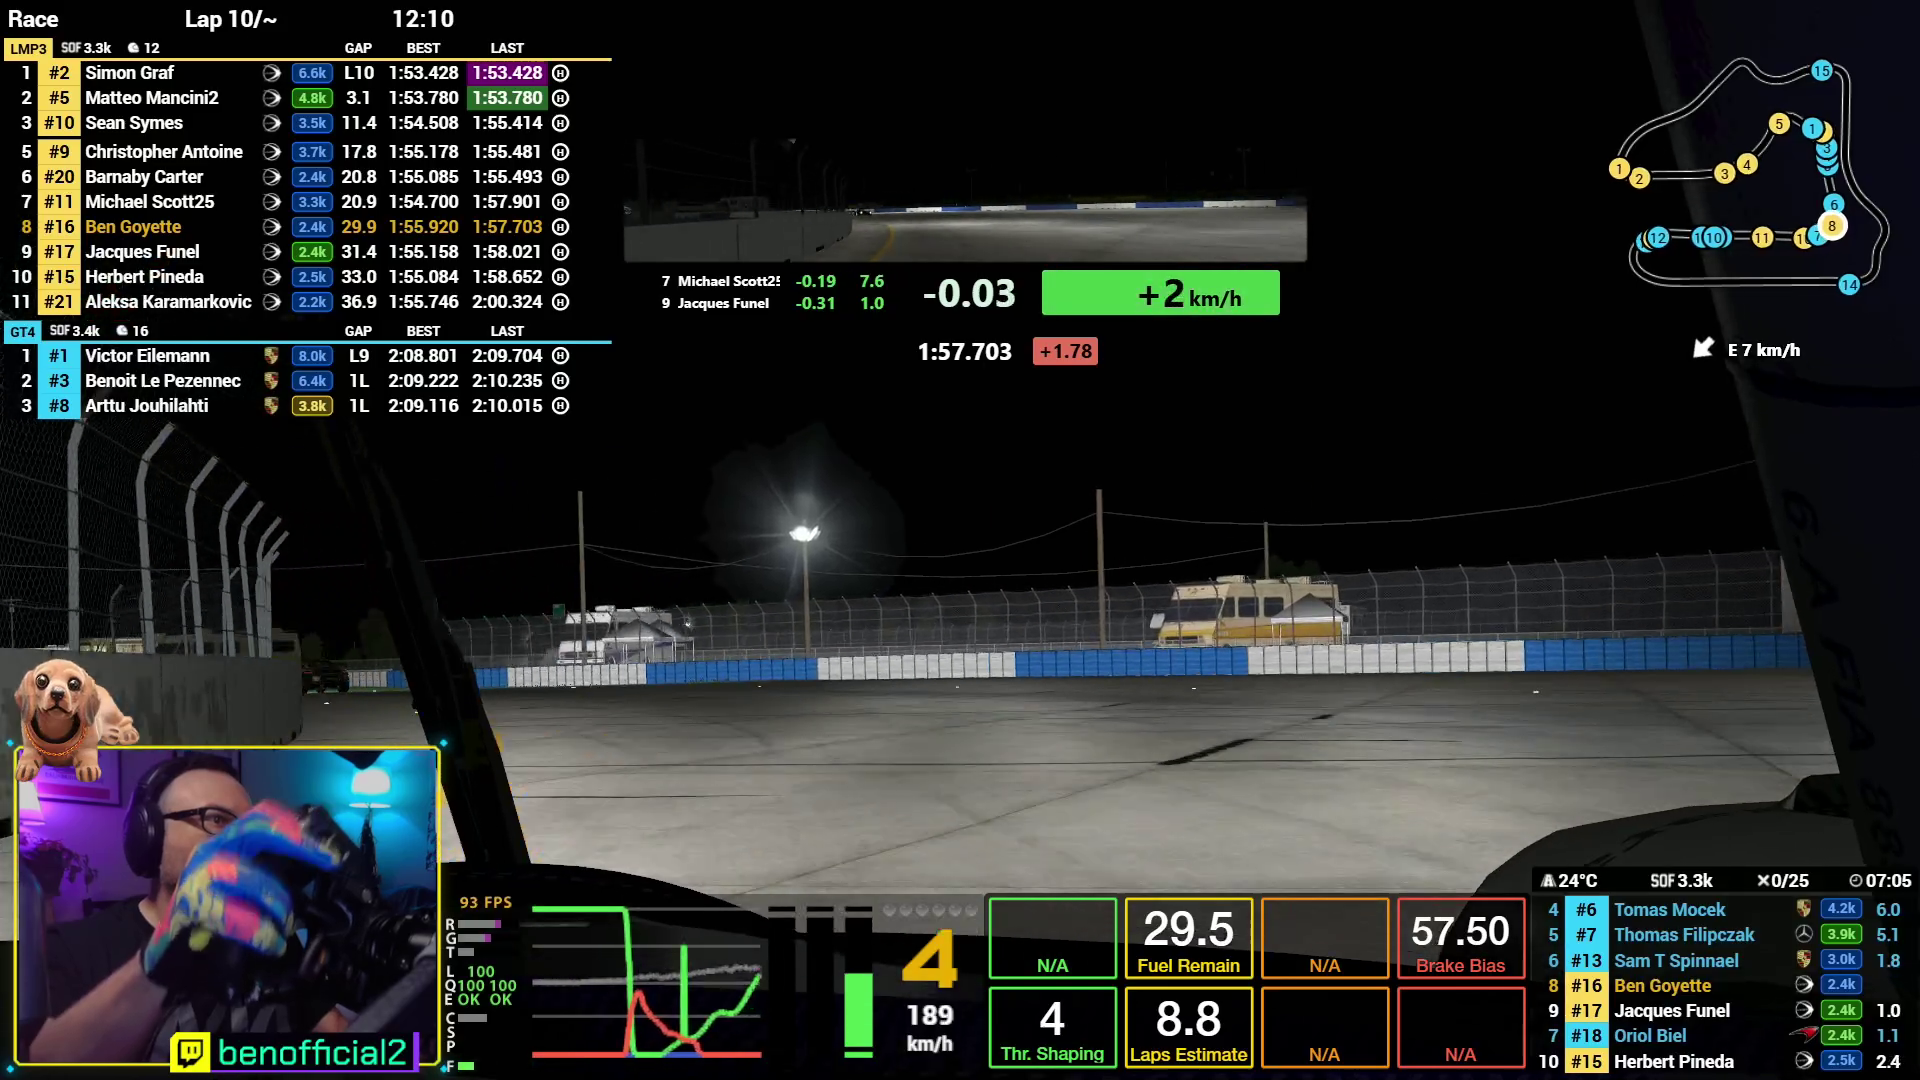 Race Lap 10/~ 12:10
LMP3 SOF 3.3k 12 GAP BEST LAST
1 #2 Simon Graf 6.6k L10 1:53.428 1:53.428 H
2 #5 Matteo Mancini2 4.8k 3.1 1:53.780 1:53.780 H
3 #10 Sean Symes 3.5k 11.4 1:54.508 1:55.414 H
5 #9 Christopher Antoine 3.7k 17.8 1:55.178 1:55.481 H
6 #20 Barnaby Carter 2.4k 20.8 1:55.085 1:55.493 H
7 #11 Michael Scott25 3.3k 20.9 1:54.700 1:57.901 H
8 #16 Ben Goyette 2.4k 29.9 1:55.920 1:57.703 H
9 #17 Jacques Funel 2.4k 31.4 1:55.158 1:58.021 H
10 #15 Herbert Pineda 2.5k 33.0 1:55.084 1:58.652 H
11 #21 Aleksa Karamarkovic 2.2k 36.9 1:55.746 2:00.324 H
GT4 SOF 3.4k 16 GAP BEST LAST
1 #1 Victor Eilemann 8.0k L9 2:08.801 2:09.704 H
2 #3 Benoit Le Pezennec 6.4k 1L 2:09.222 2:10.235 H
3 #8 Arttu Jouhilahti 3.8k 1L 2:09.116 2:10.015 H
7 Michael Scott25 -0.19 7.6
9 Jacques Funel -0.31 1.0
-0.03 +2 km/h
1:57.703 +1.78
15
5 1
3
1 2 3 4
6
8
12 10 11 7
14
E 7 km/h
benofficial2
93 FPS
R
G
T
L 100
Q 100 100
E OK OK
C
S
P
F
4
189
km/h
N/A
29.5
Fuel Remain
N/A
57.50
Brake Bias
4
Thr. Shaping
8.8
Laps Estimate
N/A
N/A
24°C SOF 3.3k 0/25 07:05
4 #6 Tomas Mocek 4.2k 6.0
5 #7 Thomas Filipczak 3.9k 5.1
6 #13 Sam T Spinnael 3.0k 1.8
8 #16 Ben Goyette 2.4k
9 #17 Jacques Funel 2.4k 1.0
7 #18 Oriol Biel 2.4k 1.1
10 #15 Herbert Pineda 2.5k 2.4